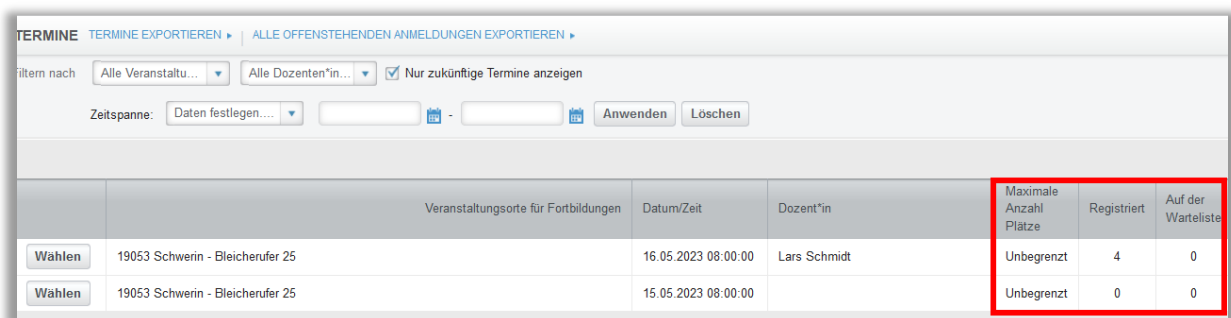 TERMINE TERMINE EXPORTIEREN ▸ | ALLE OFFENSTEHENDEN ANMELDUNGEN EXPORTIEREN ▸
Filtern nach Alle Veranstaltu... Alle Dozenten*in... Nur zukünftige Termine anzeigen
Zeitspanne: Daten festlegen.... - Anwenden Löschen
Veranstaltungsorte für Fortbildungen Datum/Zeit Dozent*in Maximale Anzahl Plätze Registriert Auf der Warteliste
Wählen 19053 Schwerin - Bleicherufer 25 16.05.2023 08:00:00 Lars Schmidt Unbegrenzt 4 0
Wählen 19053 Schwerin - Bleicherufer 25 15.05.2023 08:00:00 Unbegrenzt 0 0